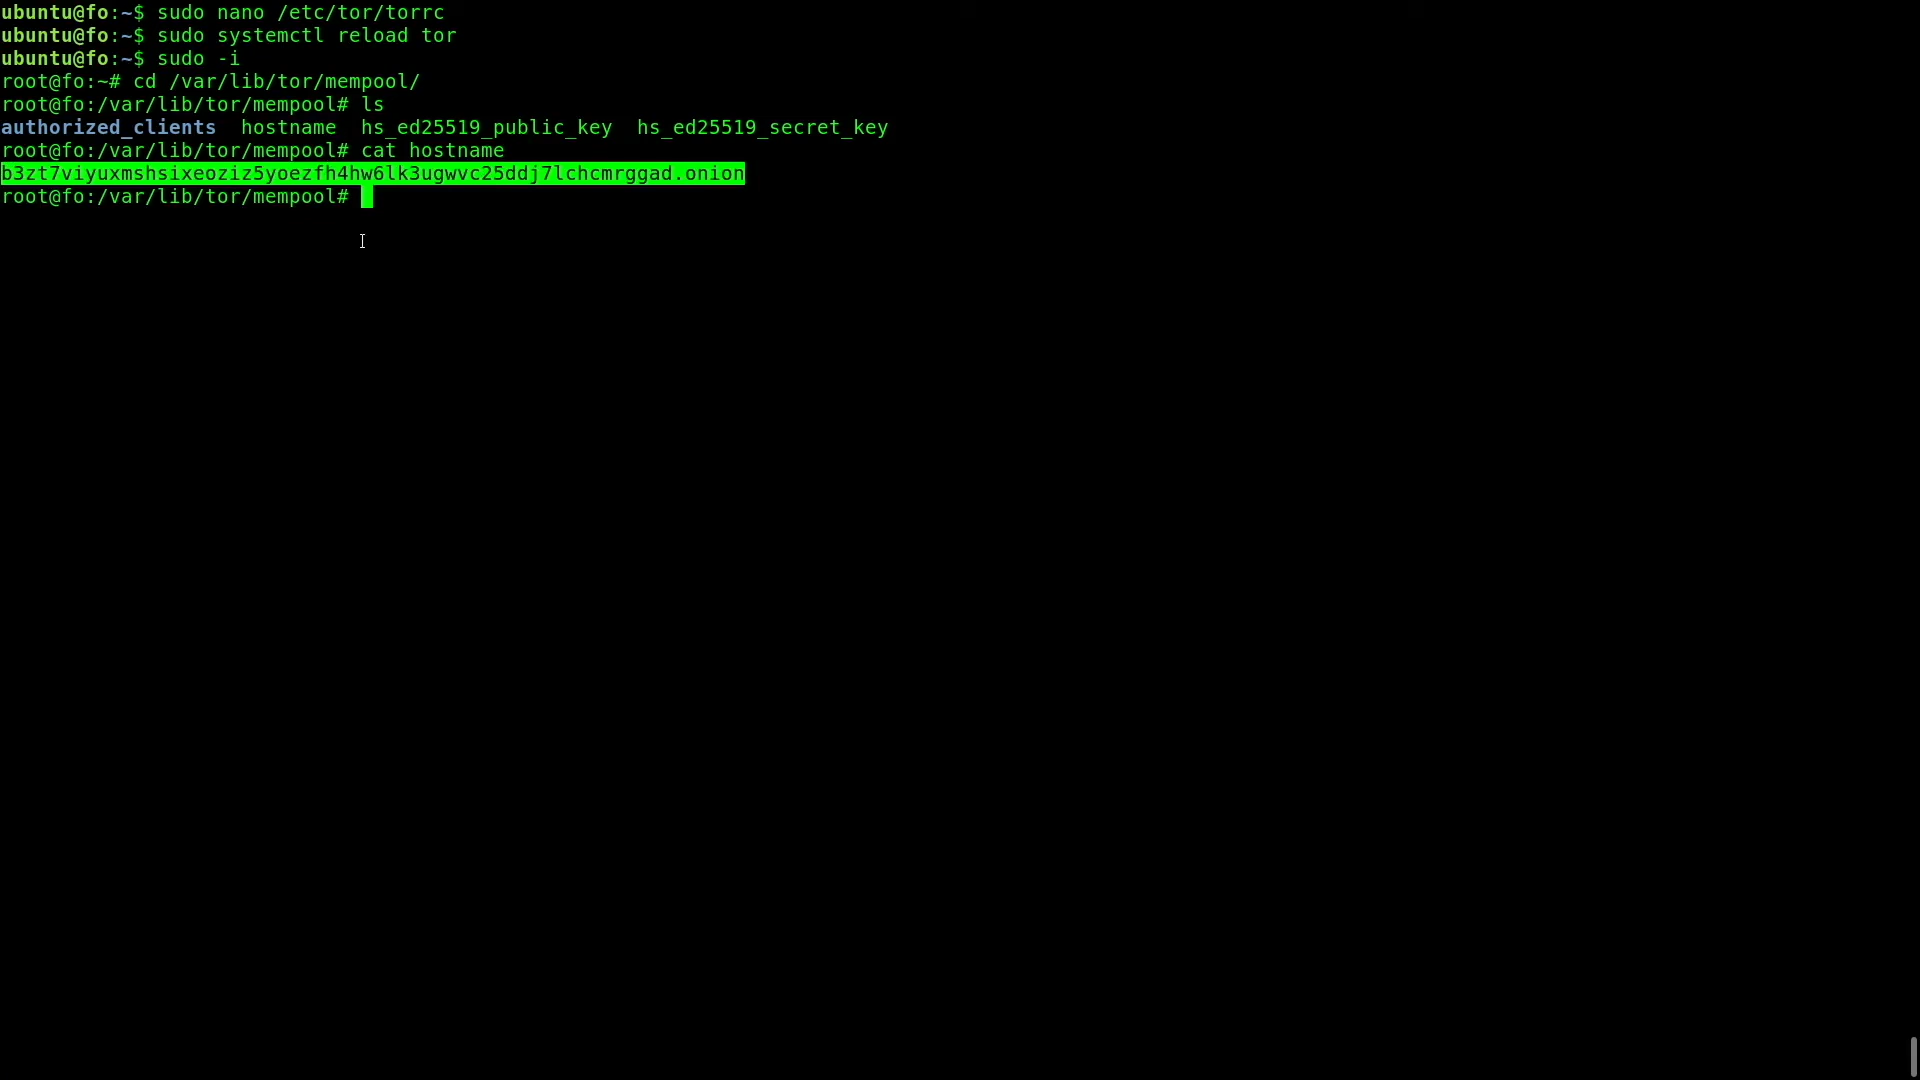 ubuntu@fo:~$ sudo nano /etc/tor/torrc
ubuntu@fo:~$ sudo systemctl reload tor
ubuntu@fo:~$ sudo -i
root@fo:~# cd /var/lib/tor/mempool/
root@fo:/var/lib/tor/mempool# ls
authorized_clients  hostname  hs_ed25519_public_key  hs_ed25519_secret_key
root@fo:/var/lib/tor/mempool# cat hostname
b3zt7viyuxmshsixeoziz5yoezfh4hw6lk3ugwvc25ddj7lchcmrggad.onion
root@fo:/var/lib/tor/mempool#